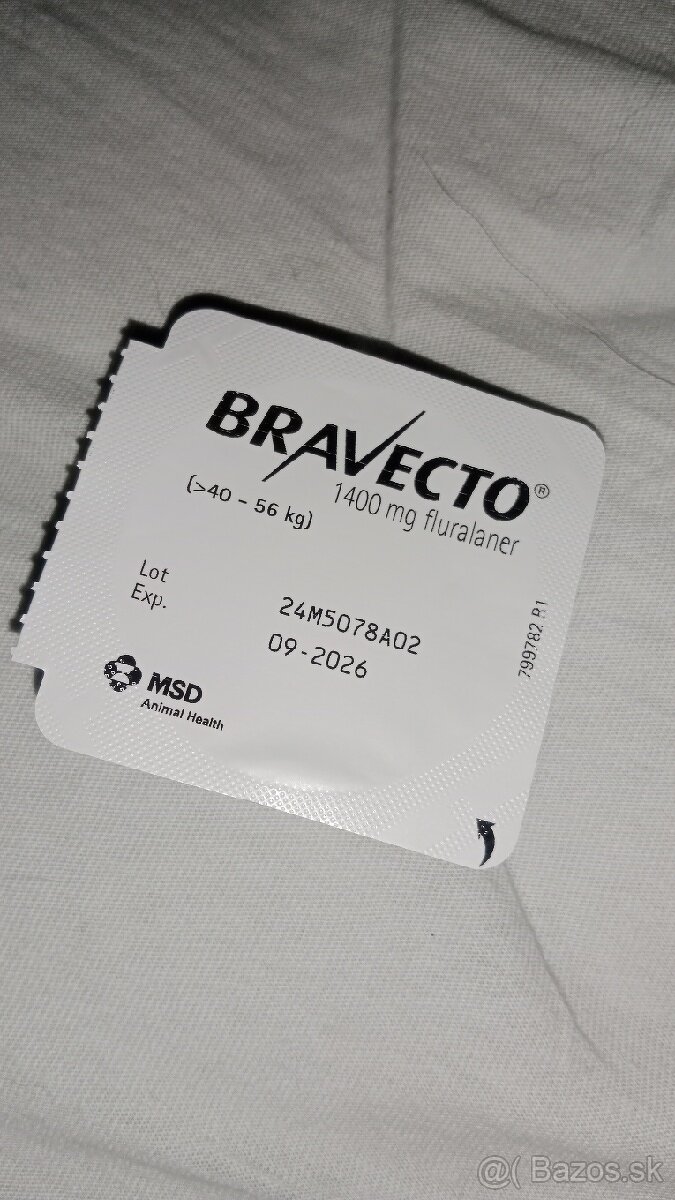 BRAVECTO®
1400 mg fluralaner
(>40 - 56 kg)
Lot 24M5078A02
Exp. 09-2026
799782 R1
MSD
Animal Health
@( Bazos.sk